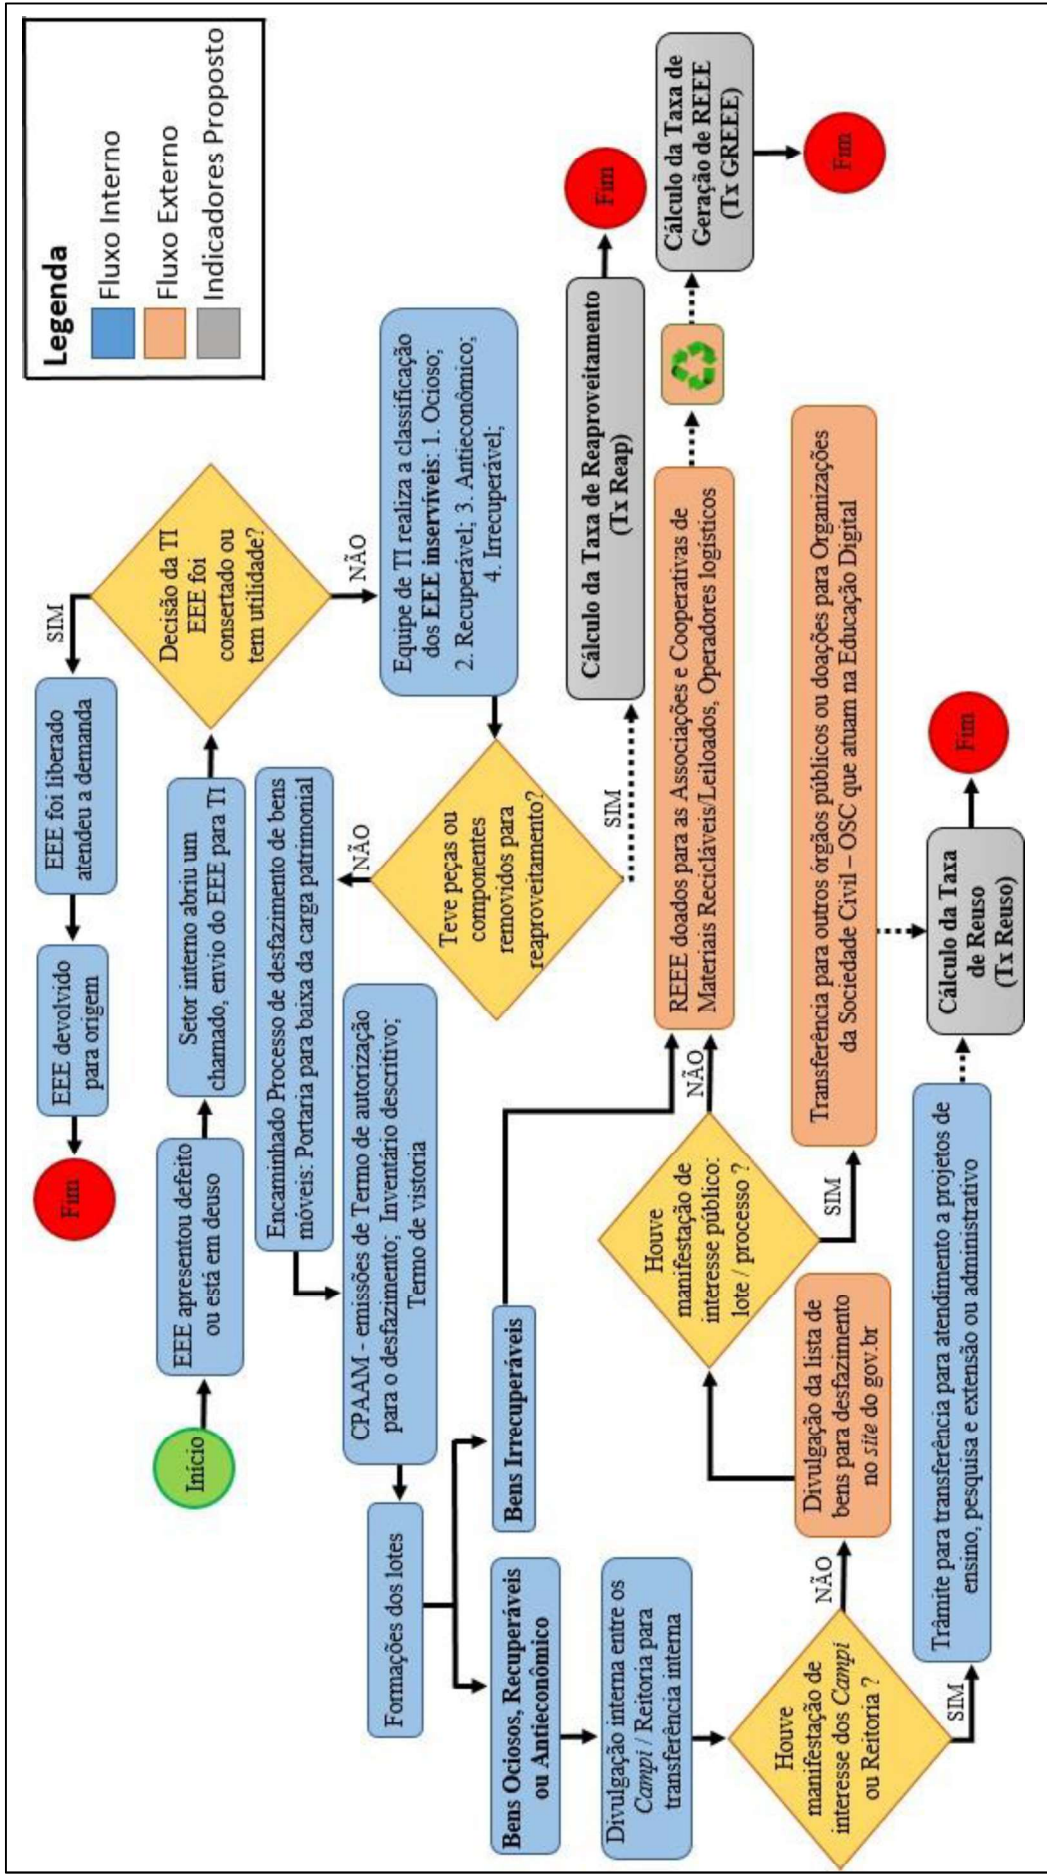 Legenda
Fluxo Interno
Fluxo Externo
Indicadores Proposto
Início
EEE apresentou defeito
ou está em deuso
Setor interno abriu um
chamado, envio do EEE para TI
Decisão da TI
EEE foi
consertado ou
tem utilidade?
SIM
EEE foi liberado
atendeu a demanda
EEE devolvido
para origem
Fim
NÃO
Equipe de TI realiza a classificação
dos EEE inservíveis: 1. Ocioso;
2. Recuperável; 3. Antieconômico;
4. Irrecuperável;
Teve peças ou
componentes
removidos para
reaproveitamento?
SIM
Cálculo da Taxa de Reaproveitamento
(Tx Reap)
Fim
NÃO
Encaminhado Processo de desfazimento de bens
móveis: Portaria para baixa da carga patrimonial
CPAAM - emissões de Termo de autorização
para o desfazimento; Inventário descritivo;
Termo de vistoria
Formações dos lotes
Bens Irrecuperáveis
Bens Ociosos, Recuperáveis
ou Antieconômico
Divulgação interna entre os
Campi / Reitoria para
transferência interna
Houve
manifestação de
interesse dos Campi
ou Reitoria ?
NÃO
Divulgação da lista de
bens para desfazimento
no site do gov.br
Houve
manifestação de
interesse público:
lote / processo ?
NÃO
REEE doados para as Associações e Cooperativas de
Materiais Recicláveis/Leiloados, Operadores logísticos
Cálculo da Taxa de
Geração de REEE
(Tx GREEE)
Fim
SIM
Transferência para outros órgãos públicos ou doações para Organizações
da Sociedade Civil – OSC que atuam na Educação Digital
SIM
Trâmite para transferência para atendimento a projetos de
ensino, pesquisa e extensão ou administrativo
Cálculo da Taxa
de Reuso
(Tx Reuso)
Fim